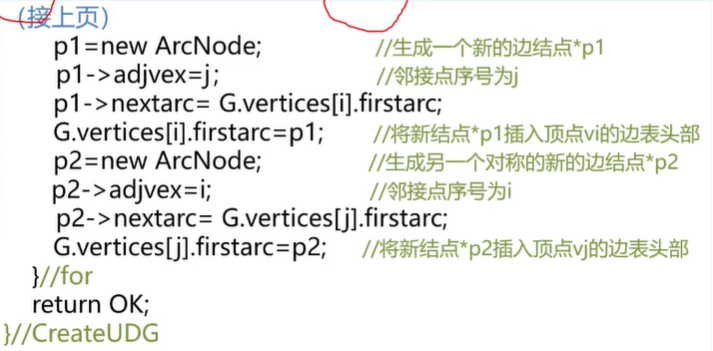 (接上页)
p1=new ArcNode; //生成一个新的边结点*p1
p1->adjvex=j; //邻接点序号为j
p1->nextarc= G.vertices[i].firstarc;
G.vertices[i].firstarc=p1; //将新结点*p1插入顶点vi的边表头部
p2=new ArcNode; //生成另一个对称的新的边结点*p2
p2->adjvex=i; //邻接点序号为i
p2->nextarc= G.vertices[j].firstarc;
G.vertices[j].firstarc=p2; //将新结点*p2插入顶点vj的边表头部
}//for
return OK;
}//CreateUDG